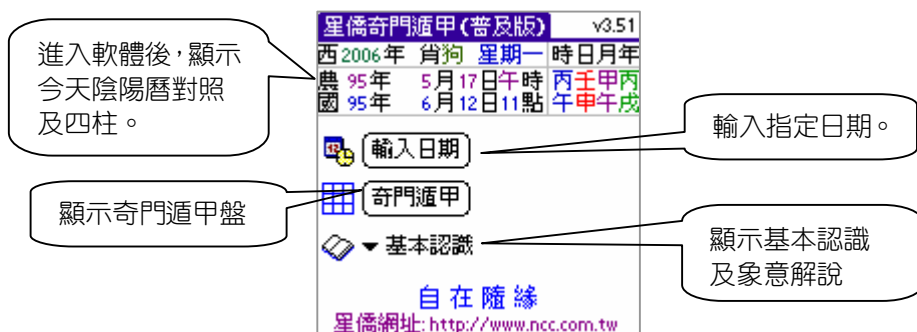 星僑奇門遁甲(普及版) v3.51
西2006年 肖狗 星期一 時日月年
農 95年 5月17日午時 丙壬甲丙
國 95年 6月12日11點 午申午戌
進入軟體後，顯示
今天陰陽曆對照
及四柱。
輸入日期
輸入指定日期。
奇門遁甲
顯示奇門遁甲盤
▼基本認識
顯示基本認識
及象意解說
自在隨緣
星僑網址:http://www.ncc.com.tw